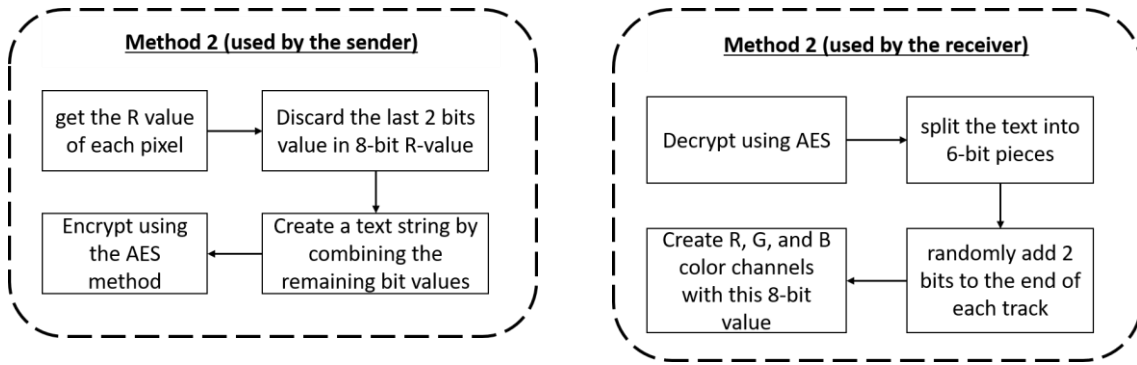 Method 2 (used by the sender)
get the R value
of each pixel
Discard the last 2 bits
value in 8-bit R-value
Create a text string by
combining the
remaining bit values
Encrypt using
the AES
method
Method 2 (used by the receiver)
Decrypt using AES
split the text into
6-bit pieces
randomly add 2
bits to the end of
each track
Create R, G, and B
color channels
with this 8-bit
value